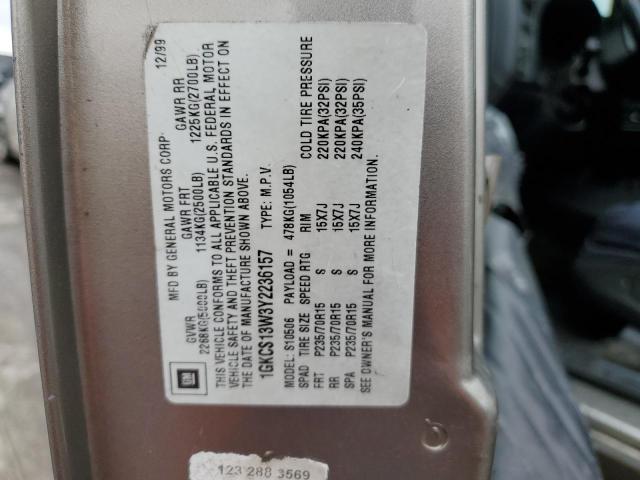 MFD BY GENERAL MOTORS CORP 12/99
GVWR GAWR FRT GAWR RR
2268KG(5000LB) 1134KG(2500LB) 1225KG(2700LB)
THIS VEHICLE CONFORMS TO ALL APPLICABLE U.S. FEDERAL MOTOR
VEHICLE SAFETY AND THEFT PREVENTION STANDARDS IN EFFECT ON
THE DATE OF MANUFACTURE SHOWN ABOVE.
1GKCS13W3Y2236157 TYPE: M.P.V.
MODEL: S10506 PAYLOAD = 478KG(1054LB)
SPAD TIRE SIZE SPEED RTG RIM COLD TIRE PRESSURE
FRT P235/70R15 S 15X7J 220KPA(32PSI)
RR P235/70R15 S 15X7J 220KPA(32PSI)
SPA P235/70R15 S 15X7J 240KPA(35PSI)
SEE OWNER'S MANUAL FOR MORE INFORMATION.
GM
123 288 3569